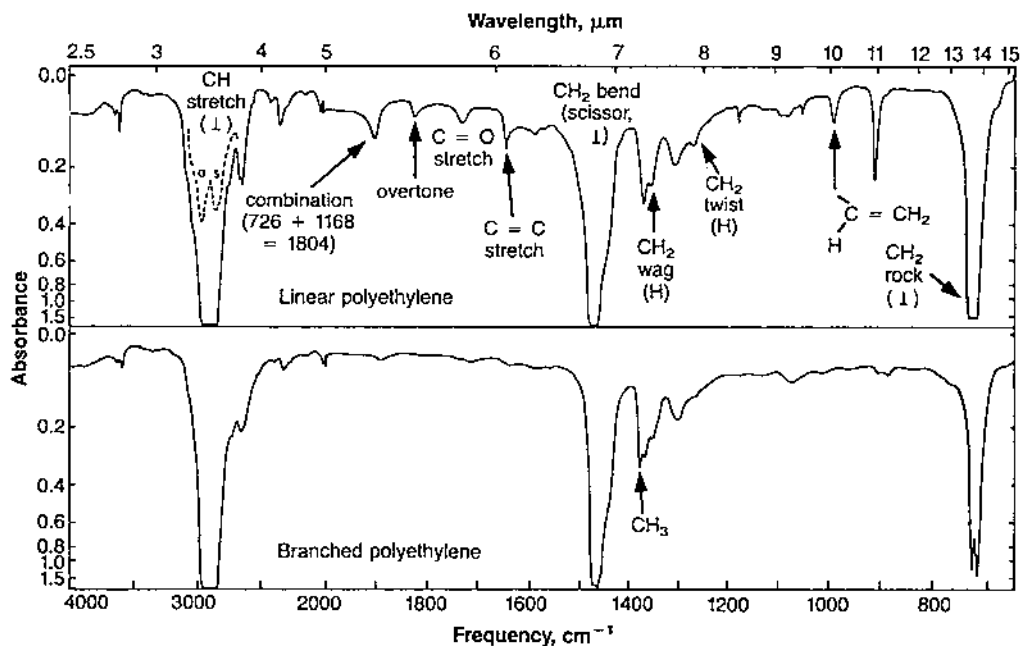 Wavelength, μm
2.5 3 4 5 6 7 8 9 10 11 12 13 14 15
Absorbance
0.0
0.2
0.4
0.6
0.8
1.0
1.5
CH
stretch
(⊥)
a s
combination
(726 + 1168
= 1804)
overtone
C = O
stretch
C = C
stretch
CH₂ bend
(scissor,
⊥)
CH₂
wag
(H)
CH₂
twist
(H)
C = CH₂
H
CH₂
rock
(⊥)
Linear polyethylene
0.0
0.2
0.4
0.6
0.8
1.0
1.5
CH₃
Branched polyethylene
4000 3000 2000 1800 1600 1400 1200 1000 800
Frequency, cm⁻¹